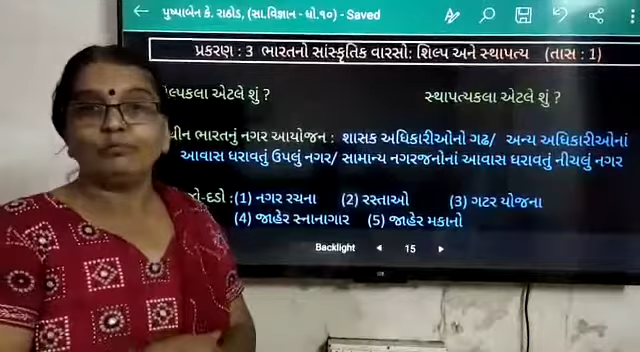 પુષ્પાબેન કે. રાઠોડ, (સા.વિજ્ઞાન - ધો.૧૦) - Saved
પ્રકરણ : 3 ભારતનો સાંસ્કૃતિક વારસો: શિલ્પ અને સ્થાપત્ય (તાસ : 1)
લ્પકલા એટલે શું ? સ્થાપત્યકલા એટલે શું ?
ચીન ભારતનું નગર આયોજન : શાસક અધિકારીઓનો ગઢ/ અન્ય અધિકારીઓનાં
આવાસ ધરાવતું ઉપલું નગર/ સામાન્ય નગરજનોનાં આવાસ ધરાવતું નીચલું નગર
જો-દડો : (1) નગર રચના (2) રસ્તાઓ (3) ગટર યોજના
(4) જાહેર સ્નાનાગાર (5) જાહેર મકાનો
Backlight 15